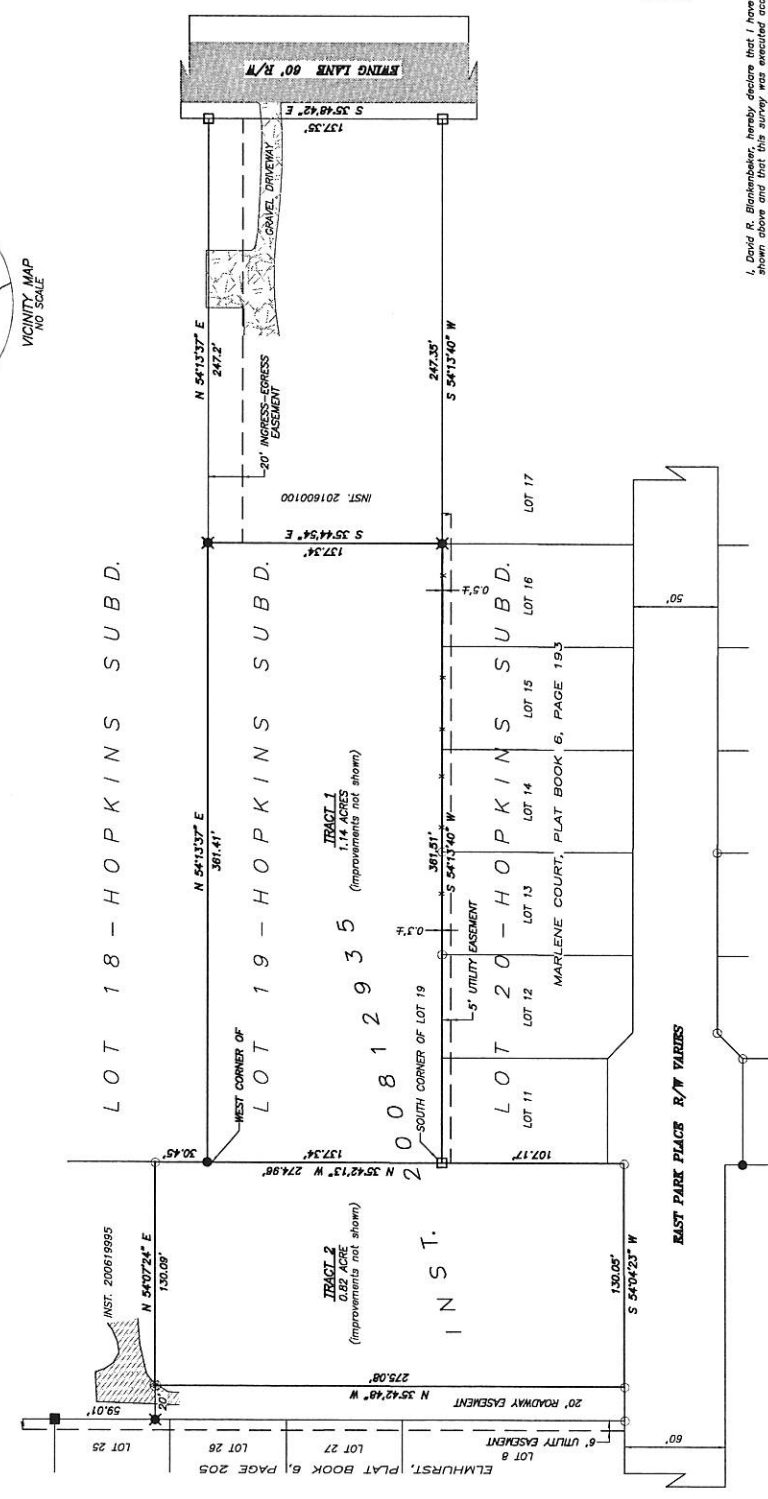 VICINITY MAP
NO SCALE
I, David R. Blankenbeker, hereby declare that I have
shown above and that this survey was executed acc
EWING LANE 60' R/W
S 35°48'42" E
137.35'
GRAVEL DRIVEWAY
N 54°13'37" E
247.2'
20' INGRESS-EGRESS
EASEMENT
INST. 201600100
247.35'
S 54°13'40" W
S 35°44'54" E
137.34'
LOT 18-HOPKINS SUBD.
N 54°13'37" E
361.41'
LOT 19-HOPKINS SUBD.
TRACT 1
1.14 ACRES
(improvements not shown)
INST. 200812935
361.51'
S 54°13'40" W
0.5'±
0.3'±
5' UTILITY EASEMENT
WEST CORNER OF
SOUTH CORNER OF LOT 19
LOT 20-HOPKINS SUBD.
MARLENE COURT, PLAT BOOK 6, PAGE 193
LOT 17
LOT 16
LOT 15
LOT 14
LOT 13
LOT 12
LOT 11
50'
EAST PARK PLACE R/W VARIES
30.45'
137.34'
N 35°42'13" W 274.96'
107.17'
INST. 200619995
N 54°07'24" E
130.09'
TRACT 2
0.82 ACRE
(improvements not shown)
130.05'
S 54°04'23" W
275.08'
N 35°42'48" W
20' ROADWAY EASEMENT
59.01'
20'
6' UTILITY EASEMENT
60'
LOT 25
LOT 26
LOT 27
LOT 8
ELMHURST, PLAT BOOK 6, PAGE 205